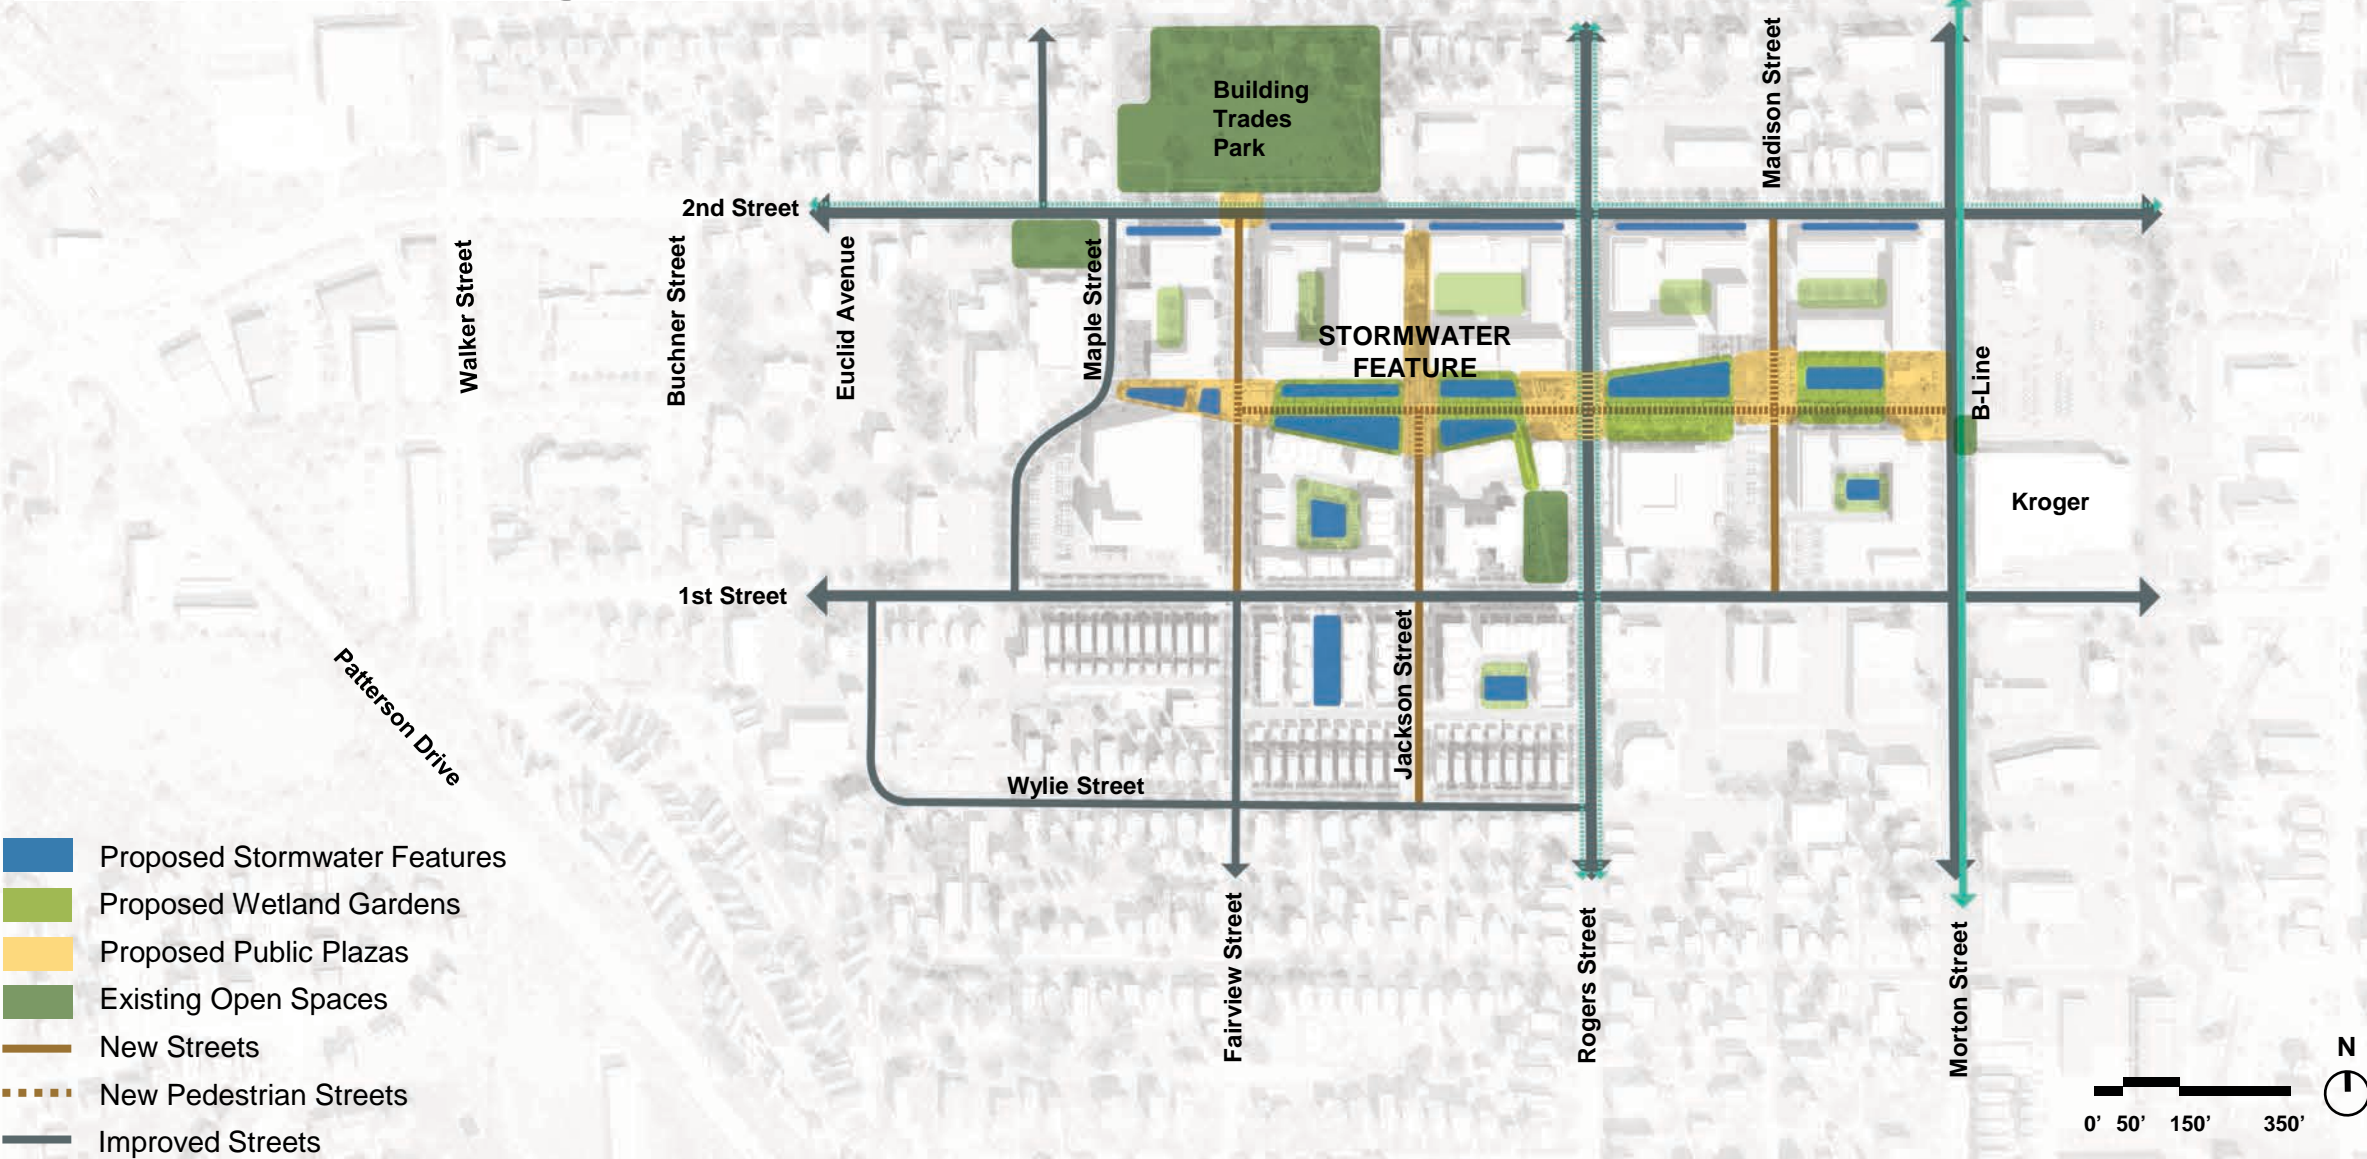 Building
Trades
Park
Madison Street
2nd Street
Walker Street
Buchner Street
Euclid Avenue
Maple Street
STORMWATER
FEATURE
B-Line
Kroger
1st Street
Patterson Drive
Jackson Street
Wylie Street
Fairview Street
Rogers Street
Morton Street
Proposed Stormwater Features
Proposed Wetland Gardens
Proposed Public Plazas
Existing Open Spaces
New Streets
New Pedestrian Streets
Improved Streets
N
0' 50' 150' 350'